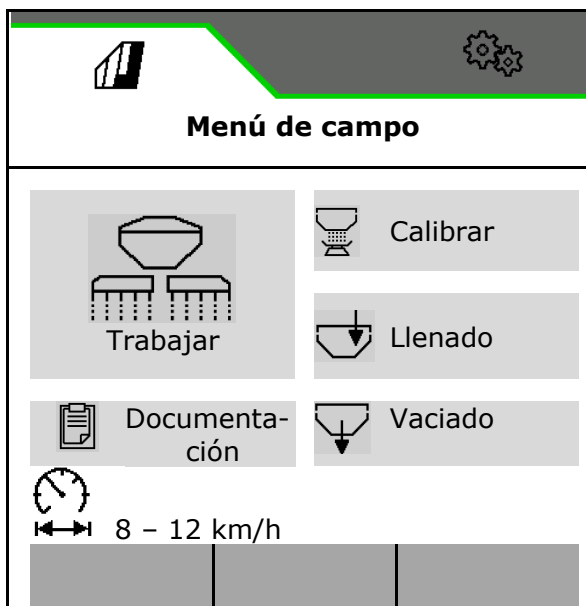 Menú de campo
Calibrar
Trabajar
Llenado
Documenta-
ción
Vaciado
8 – 12 km/h